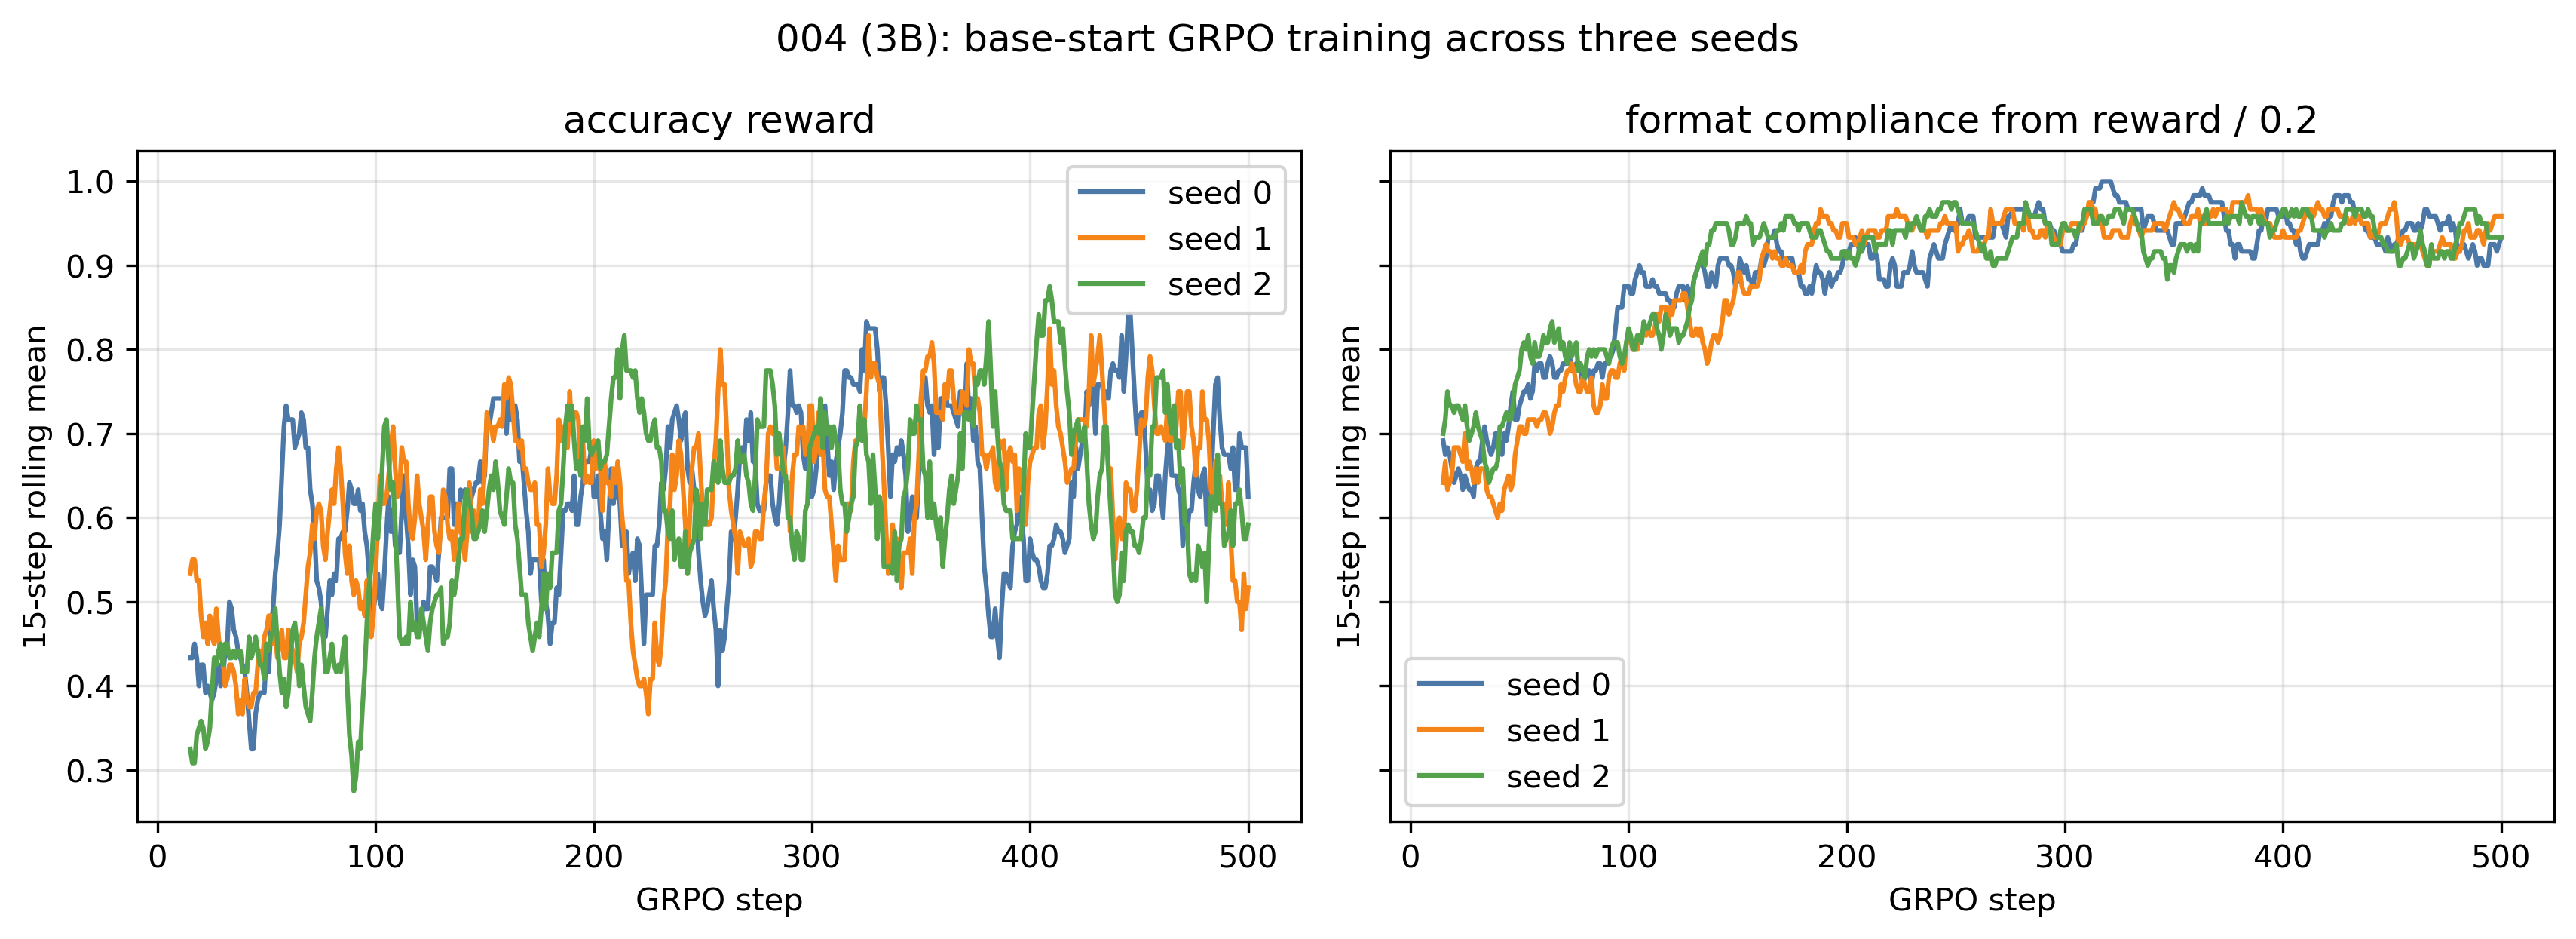 004 (3B): base-start GRPO training across three seeds
accuracy reward
15-step rolling mean
1.0
0.9
0.8
0.7
0.6
0.5
0.4
0.3
seed 0
seed 1
seed 2
0
100
200
300
400
500
GRPO step
format compliance from reward / 0.2
15-step rolling mean
seed 0
seed 1
seed 2
0
100
200
300
400
500
GRPO step